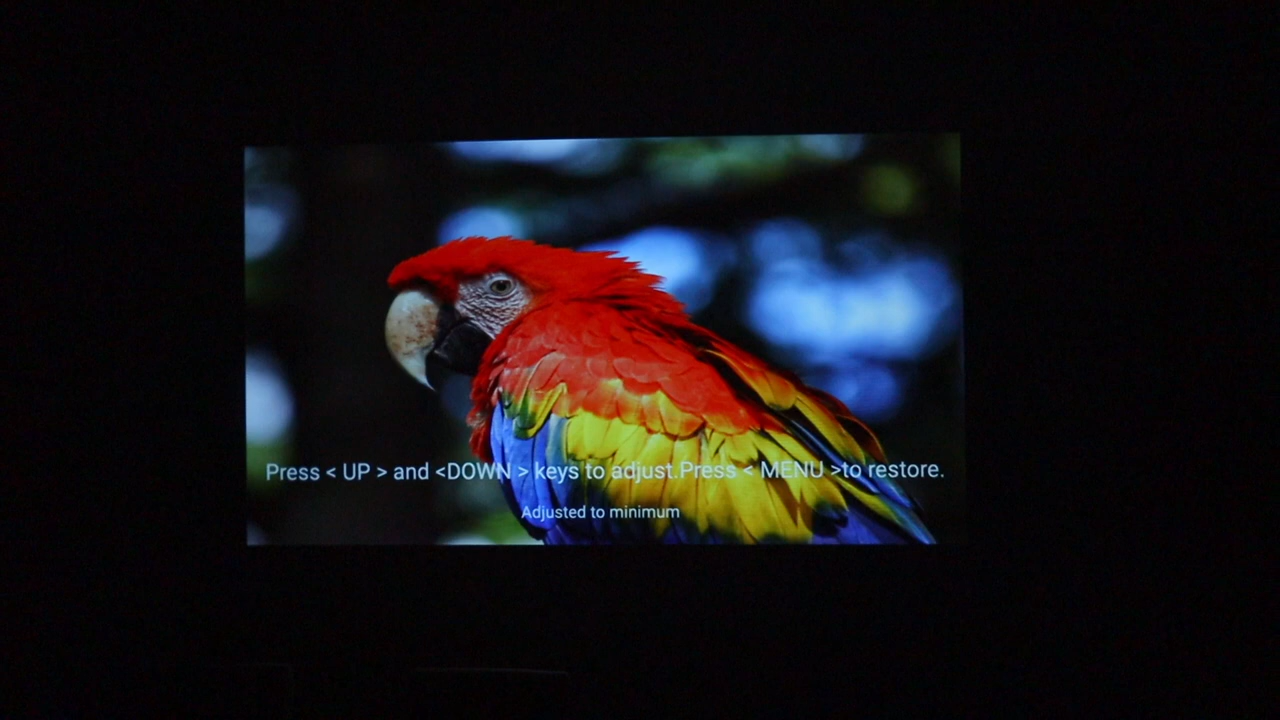 Press < UP > and <DOWN > keys to adjust.Press < MENU >to restore.
Adjusted to minimum